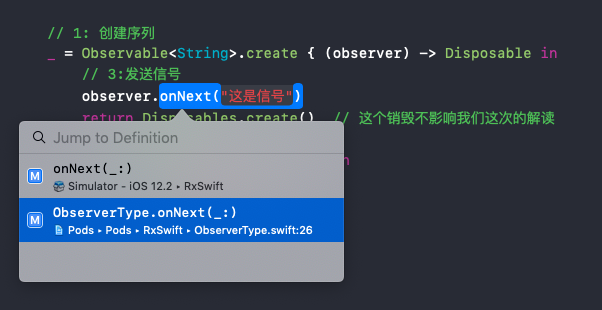 // 1: 创建序列
_ = Observable<String>.create { (observer) -> Disposable in
// 3:发送信号
observer.onNext("这是信号")
return Disposables.create() // 这个销毁不影响我们这次的解读
Jump to Definition
onNext(_:)
Simulator - iOS 12.2 ▸ RxSwift
ObserverType.onNext(_:)
Pods ▸ Pods ▸ RxSwift ▸ ObserverType.swift:26